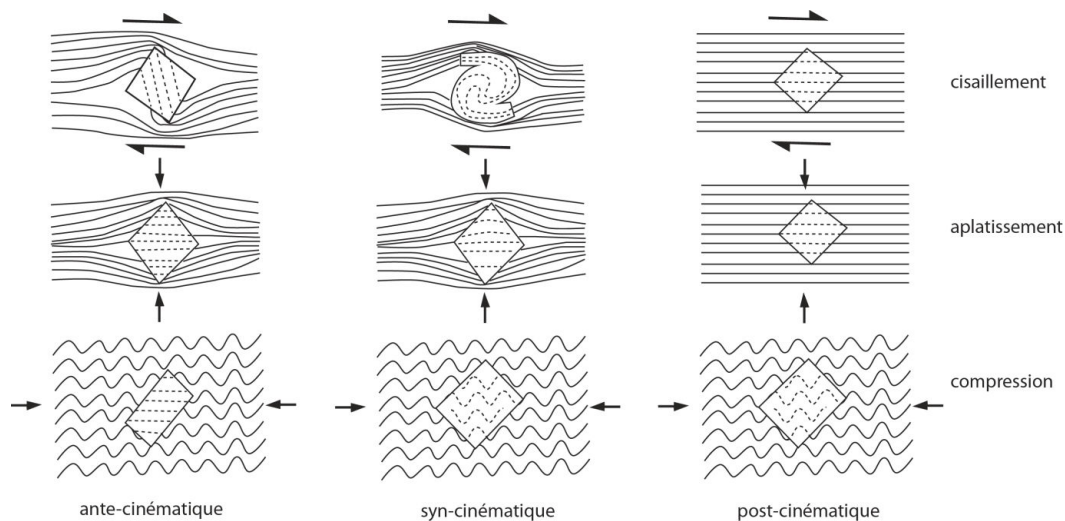 cisaillement
aplatissement
compression
ante-cinématique
syn-cinématique
post-cinématique